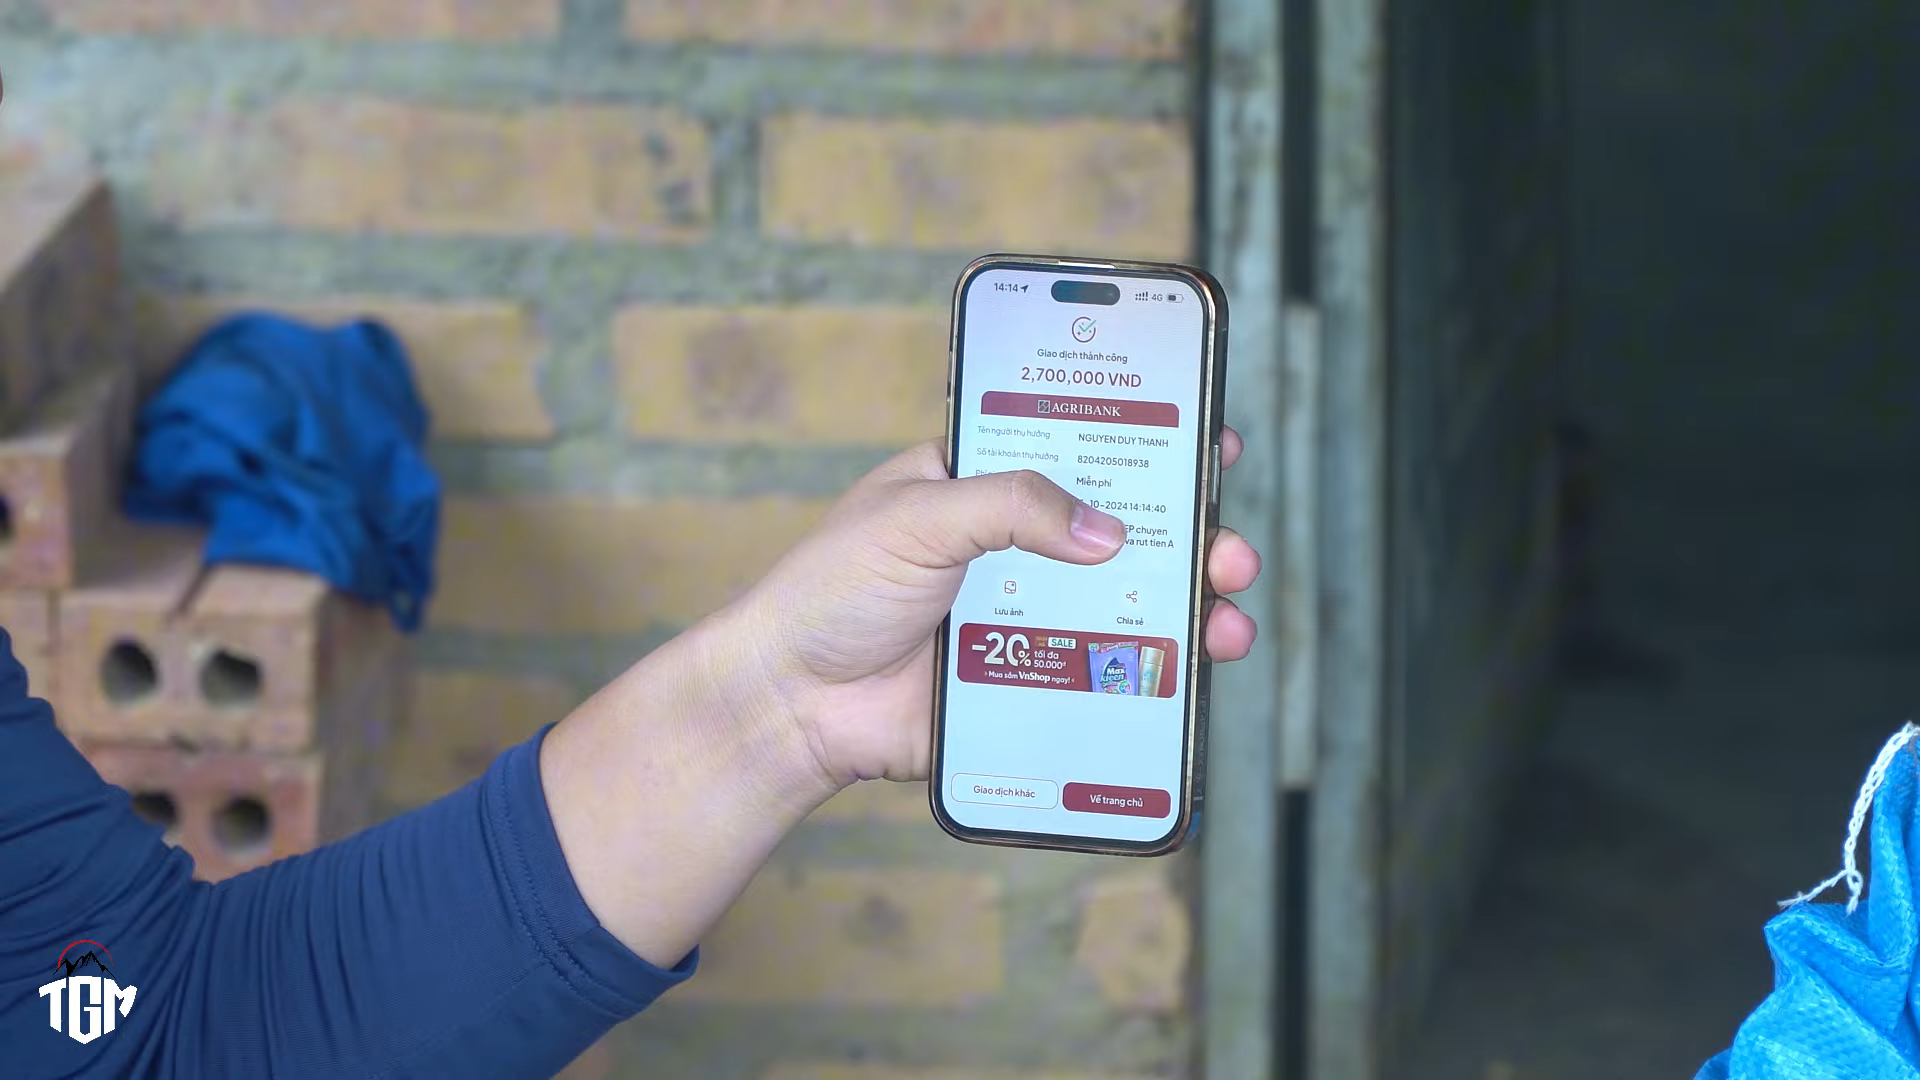 14:14
4G
Giao dịch thành công
2,700,000 VND
AGRIBANK
Tên người thụ hưởng
NGUYEN DUY THANH
Số tài khoản thụ hưởng
8204205018938
Miễn phí
-10-2024 14:14:40
EP chuyen
va rut tien A
Lưu ảnh
Chia sẻ
-20%
SALE
tối đa
50.000đ
Mua sắm VnShop ngay!
Max
kleen
Giao dịch khác
Về trang chủ
TGM